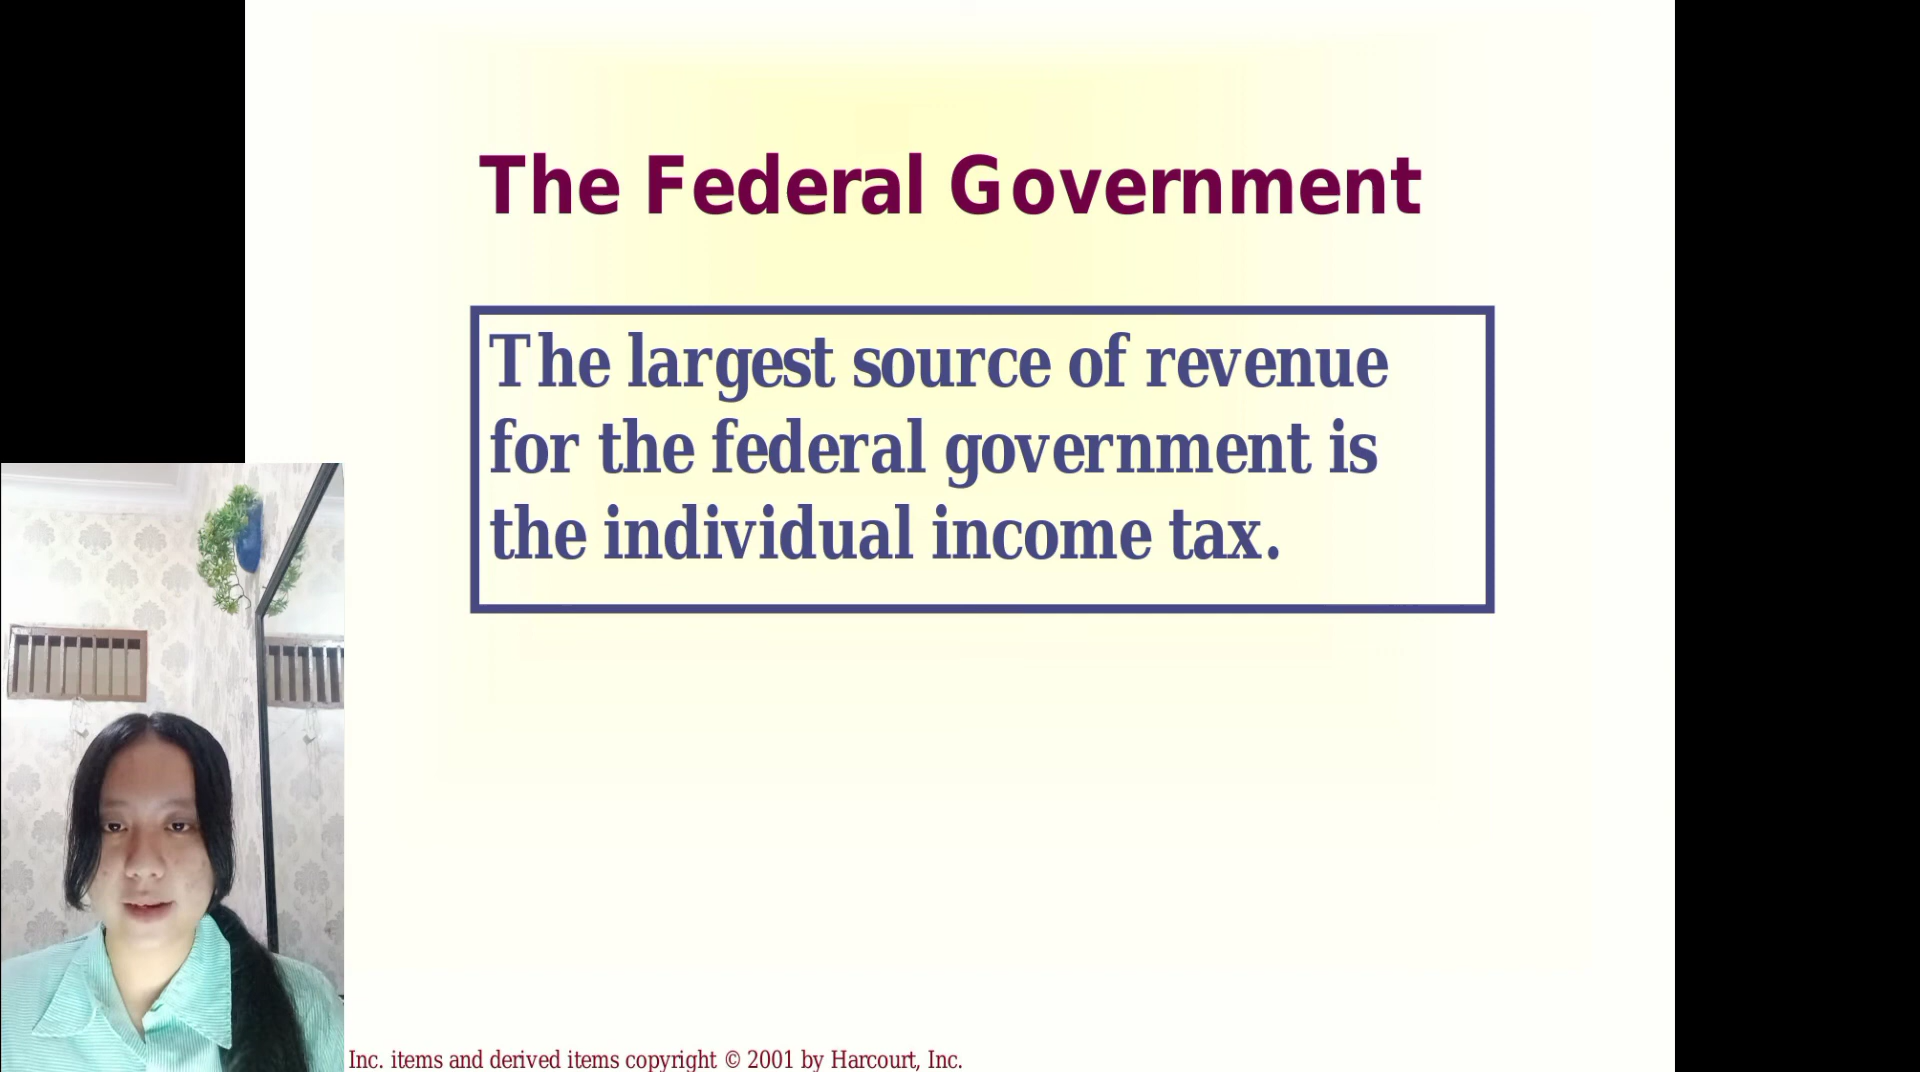 The Federal Government
The largest source of revenue
for the federal government is
the individual income tax.
Inc. items and derived items copyright © 2001 by Harcourt, Inc.